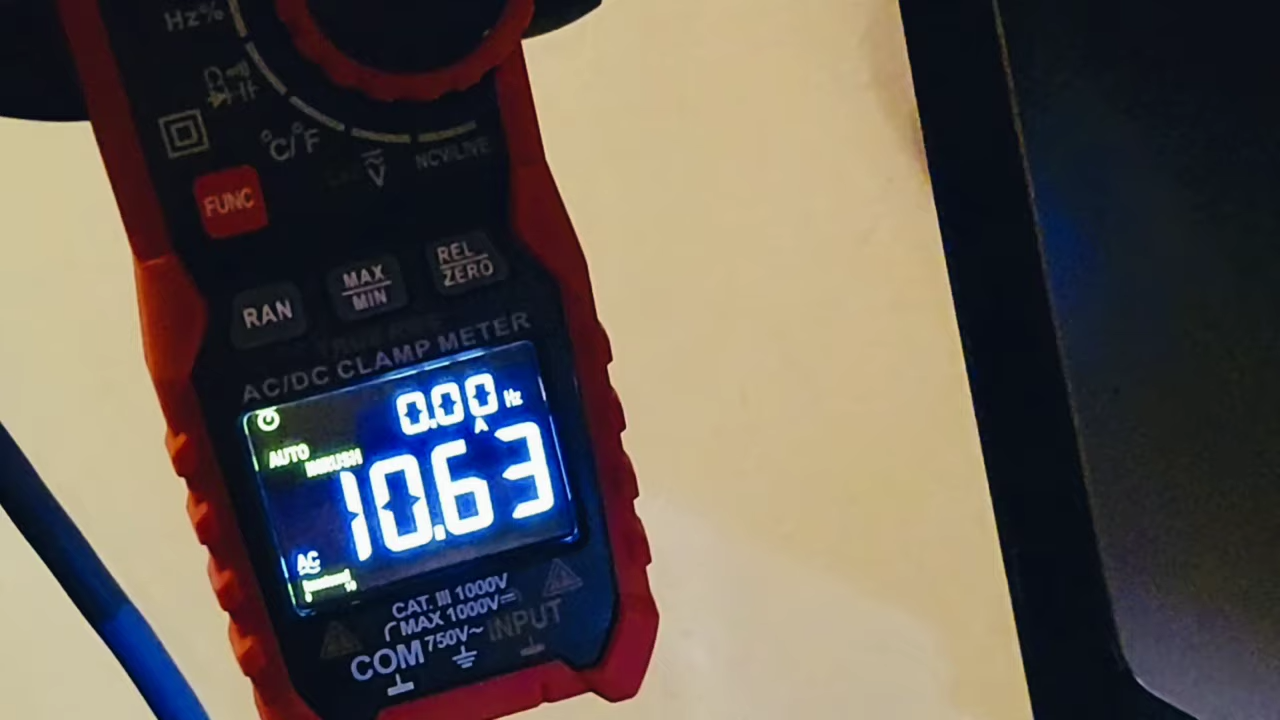 Hz%
°C/°F
V
NCV/LIVE
FUNC
RAN
MAX
MIN
REL
ZERO
AC/DC CLAMP METER
0.00 Hz
A
AUTO
INRUSH
10.63
AC
CAT. III 1000V
MAX 1000V
750V~
COM
INPUT